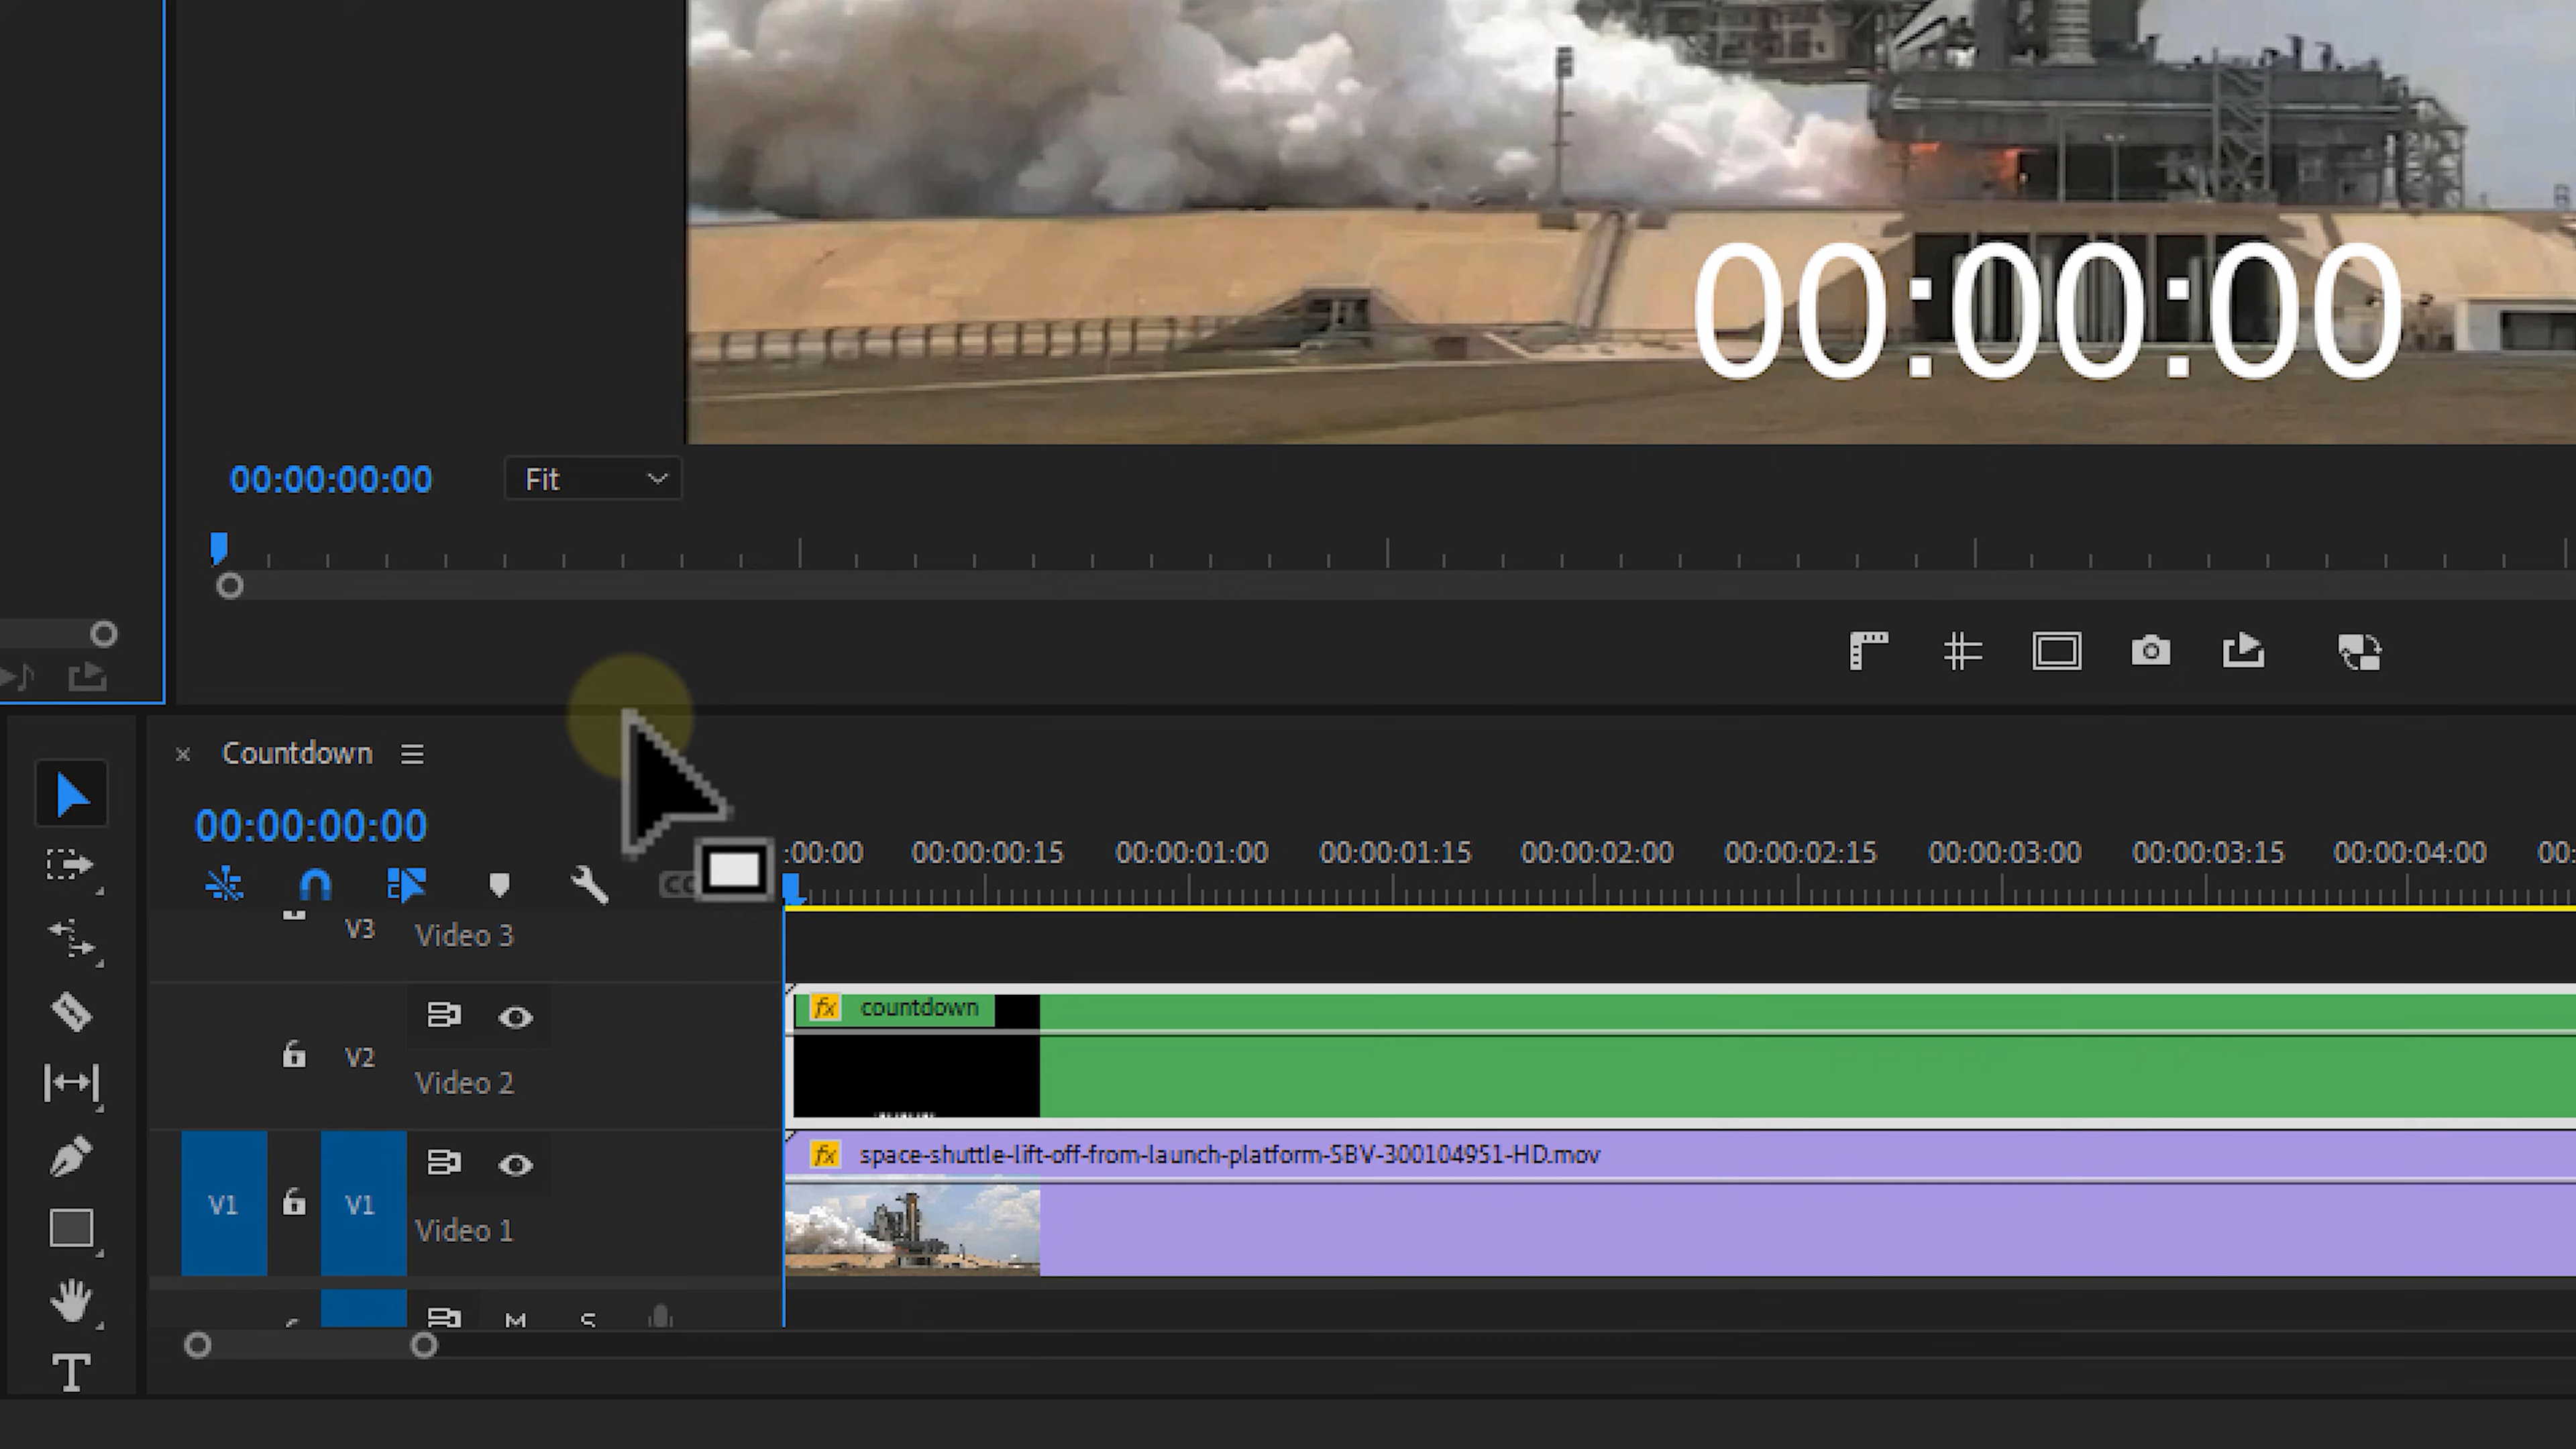 00:00:00
00:00:00:00
Fit
Countdown
00:00:00:00
:00:00
00:00:00:15
00:00:01:00
00:00:01:15
00:00:02:00
00:00:02:15
00:00:03:00
00:00:03:15
00:00:04:00
00:
V3
Video 3
fx countdown
V2
Video 2
fx space-shuttle-lift-off-from-launch-platform-SBV-300104951-HD.mov
V1
V1
Video 1
M
S